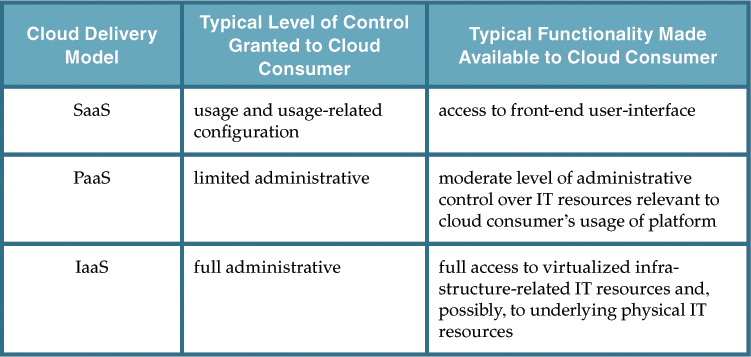 Cloud Delivery
Model
Typical Level of Control
Granted to Cloud
Consumer
Typical Functionality Made
Available to Cloud Consumer
SaaS
usage and usage-related
configuration
access to front-end user-interface
PaaS
limited administrative
moderate level of administrative
control over IT resources relevant to
cloud consumer’s usage of platform
IaaS
full administrative
full access to virtualized infra-
structure-related IT resources and,
possibly, to underlying physical IT
resources